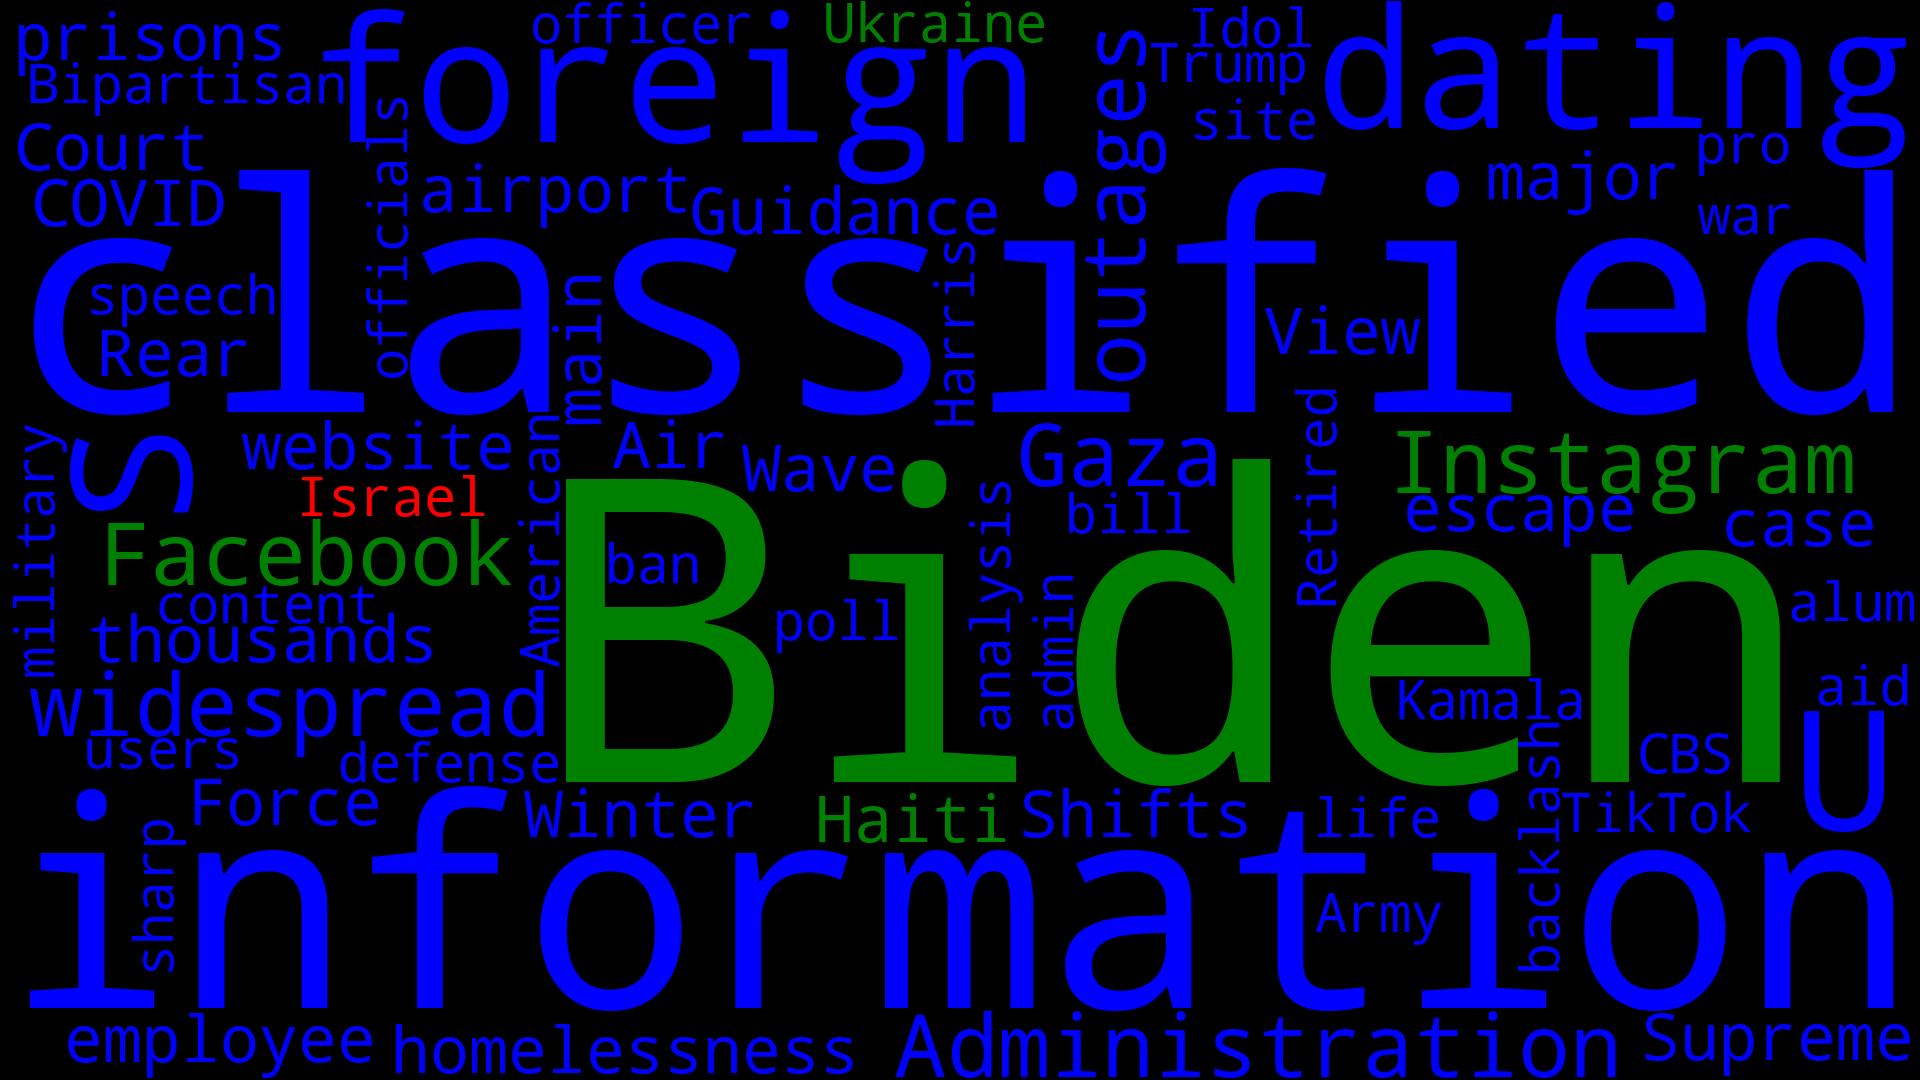 prisons
officer
Ukraine
Idol
Trump
foreign
dating
Bipartisan
site
Court
pro
COVID
officials
airport
Guidance
outages
major
war
classified
speech
Rear
main
Harris
View
military
s
website
American
Air
Wave
Gaza
Retired
Instagram
Israel
bill
escape
case
Facebook
ban
analysis
Biden
content
poll
admin
alum
thousands
widespread
Kamala
aid
users
defense
CBS
U
Force
Winter
Haiti
Shifts
life
backlash
TikTok
sharp
information
Army
employee
homelessness
Administration
Supreme